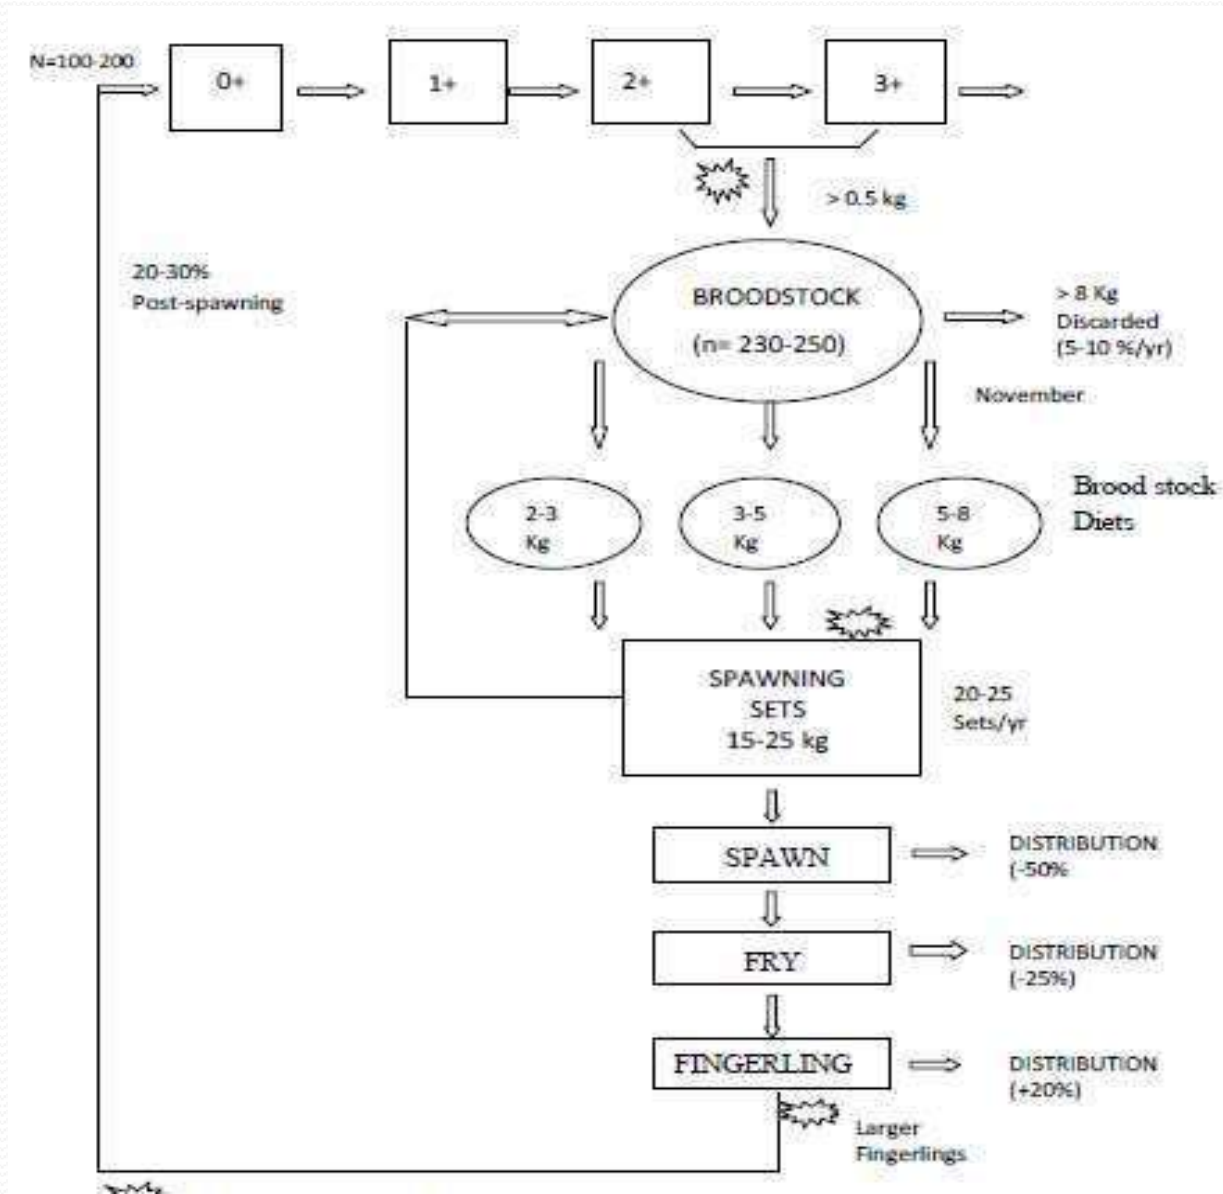 N=100-200
0+
1+
2+
3+
> 0.5 kg
20-30%
Post-spawning
BROODSTOCK
(n= 230-250)
> 8 Kg
Discarded
(5-10 %/yr)
November
2-3
Kg
3-5
Kg
5-8
Kg
Brood stock
Diets
SPAWNING
SETS
15-25 kg
20-25
Sets/yr
SPAWN
DISTRIBUTION
(-50%
FRY
DISTRIBUTION
(-25%)
FINGERLING
DISTRIBUTION
(+20%)
Larger
Fingerlings